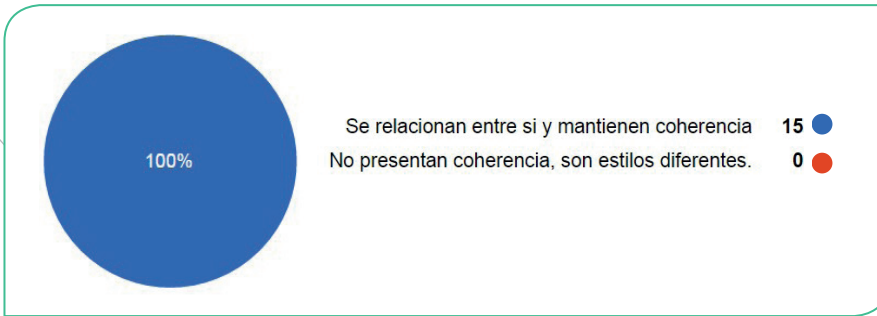 100%
Se relacionan entre si y mantienen coherencia 15
No presentan coherencia, son estilos diferentes. 0